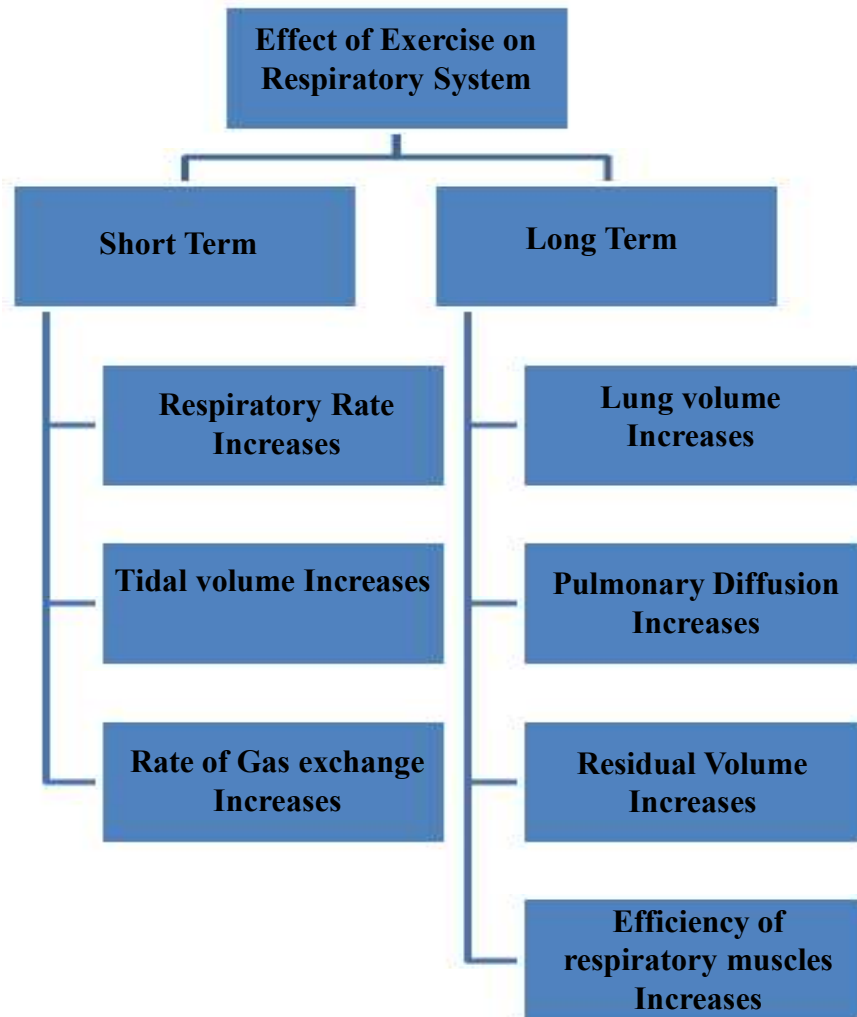 Effect of Exercise on
Respiratory System
Short Term
Long Term
Respiratory Rate
Increases
Lung volume
Increases
Tidal volume Increases
Pulmonary Diffusion
Increases
Rate of Gas exchange
Increases
Residual Volume
Increases
Efficiency of
respiratory muscles
Increases